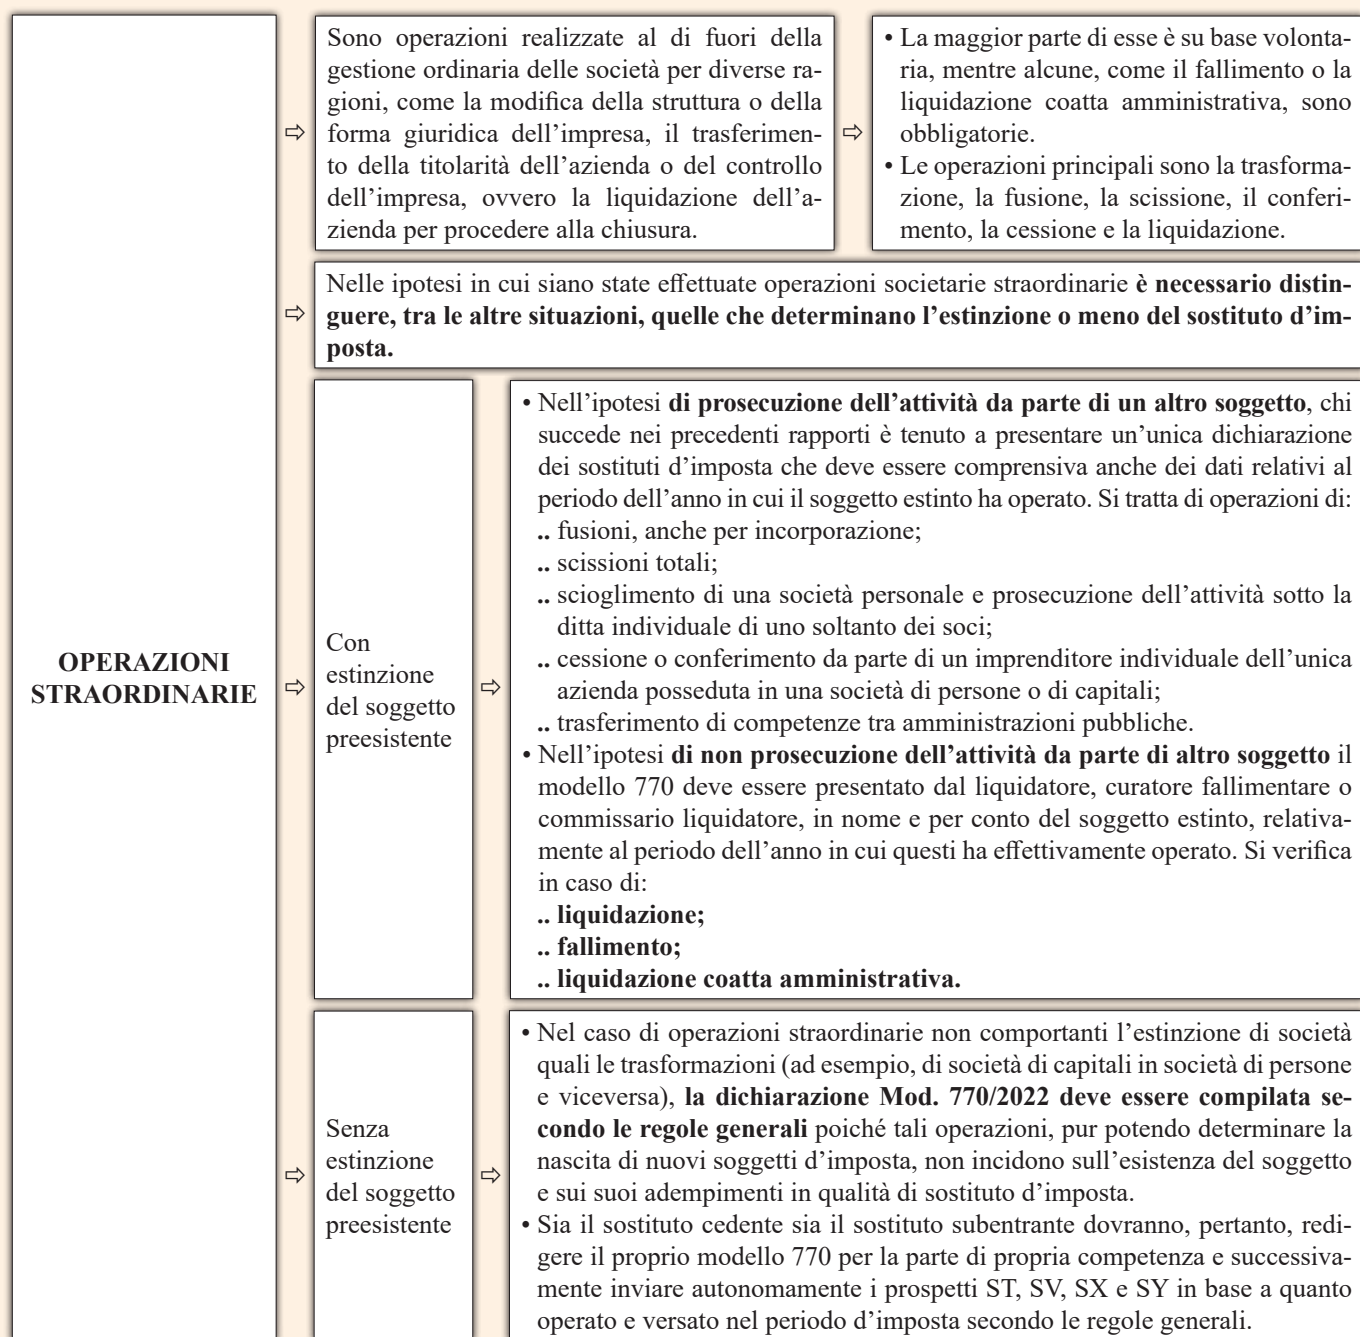 OPERAZIONI
STRAORDINARIE
⇨
Sono operazioni realizzate al di fuori della
gestione ordinaria delle società per diverse ra-
gioni, come la modifica della struttura o della
forma giuridica dell’impresa, il trasferimen-
to della titolarità dell’azienda o del controllo
dell’impresa, ovvero la liquidazione dell’a-
zienda per procedere alla chiusura.
⇨
• La maggior parte di esse è su base volonta-
ria, mentre alcune, come il fallimento o la
liquidazione coatta amministrativa, sono
obbligatorie.
• Le operazioni principali sono la trasforma-
zione, la fusione, la scissione, il conferi-
mento, la cessione e la liquidazione.
⇨
Nelle ipotesi in cui siano state effettuate operazioni societarie straordinarie è necessario distin-
guere, tra le altre situazioni, quelle che determinano l’estinzione o meno del sostituto d’im-
posta.
⇨
Con
estinzione
del soggetto
preesistente
⇨
• Nell’ipotesi di prosecuzione dell’attività da parte di un altro soggetto, chi
succede nei precedenti rapporti è tenuto a presentare un’unica dichiarazione
dei sostituti d’imposta che deve essere comprensiva anche dei dati relativi al
periodo dell’anno in cui il soggetto estinto ha operato. Si tratta di operazioni di:
.. fusioni, anche per incorporazione;
.. scissioni totali;
.. scioglimento di una società personale e prosecuzione dell’attività sotto la
ditta individuale di uno soltanto dei soci;
.. cessione o conferimento da parte di un imprenditore individuale dell’unica
azienda posseduta in una società di persone o di capitali;
.. trasferimento di competenze tra amministrazioni pubbliche.
• Nell’ipotesi di non prosecuzione dell’attività da parte di altro soggetto il
modello 770 deve essere presentato dal liquidatore, curatore fallimentare o
commissario liquidatore, in nome e per conto del soggetto estinto, relativa-
mente al periodo dell’anno in cui questi ha effettivamente operato. Si verifica
in caso di:
.. liquidazione;
.. fallimento;
.. liquidazione coatta amministrativa.
⇨
Senza
estinzione
del soggetto
preesistente
⇨
• Nel caso di operazioni straordinarie non comportanti l’estinzione di società
quali le trasformazioni (ad esempio, di società di capitali in società di persone
e viceversa), la dichiarazione Mod. 770/2022 deve essere compilata se-
condo le regole generali poiché tali operazioni, pur potendo determinare la
nascita di nuovi soggetti d’imposta, non incidono sull’esistenza del soggetto
e sui suoi adempimenti in qualità di sostituto d’imposta.
• Sia il sostituto cedente sia il sostituto subentrante dovranno, pertanto, redi-
gere il proprio modello 770 per la parte di propria competenza e successiva-
mente inviare autonomamente i prospetti ST, SV, SX e SY in base a quanto
operato e versato nel periodo d’imposta secondo le regole generali.